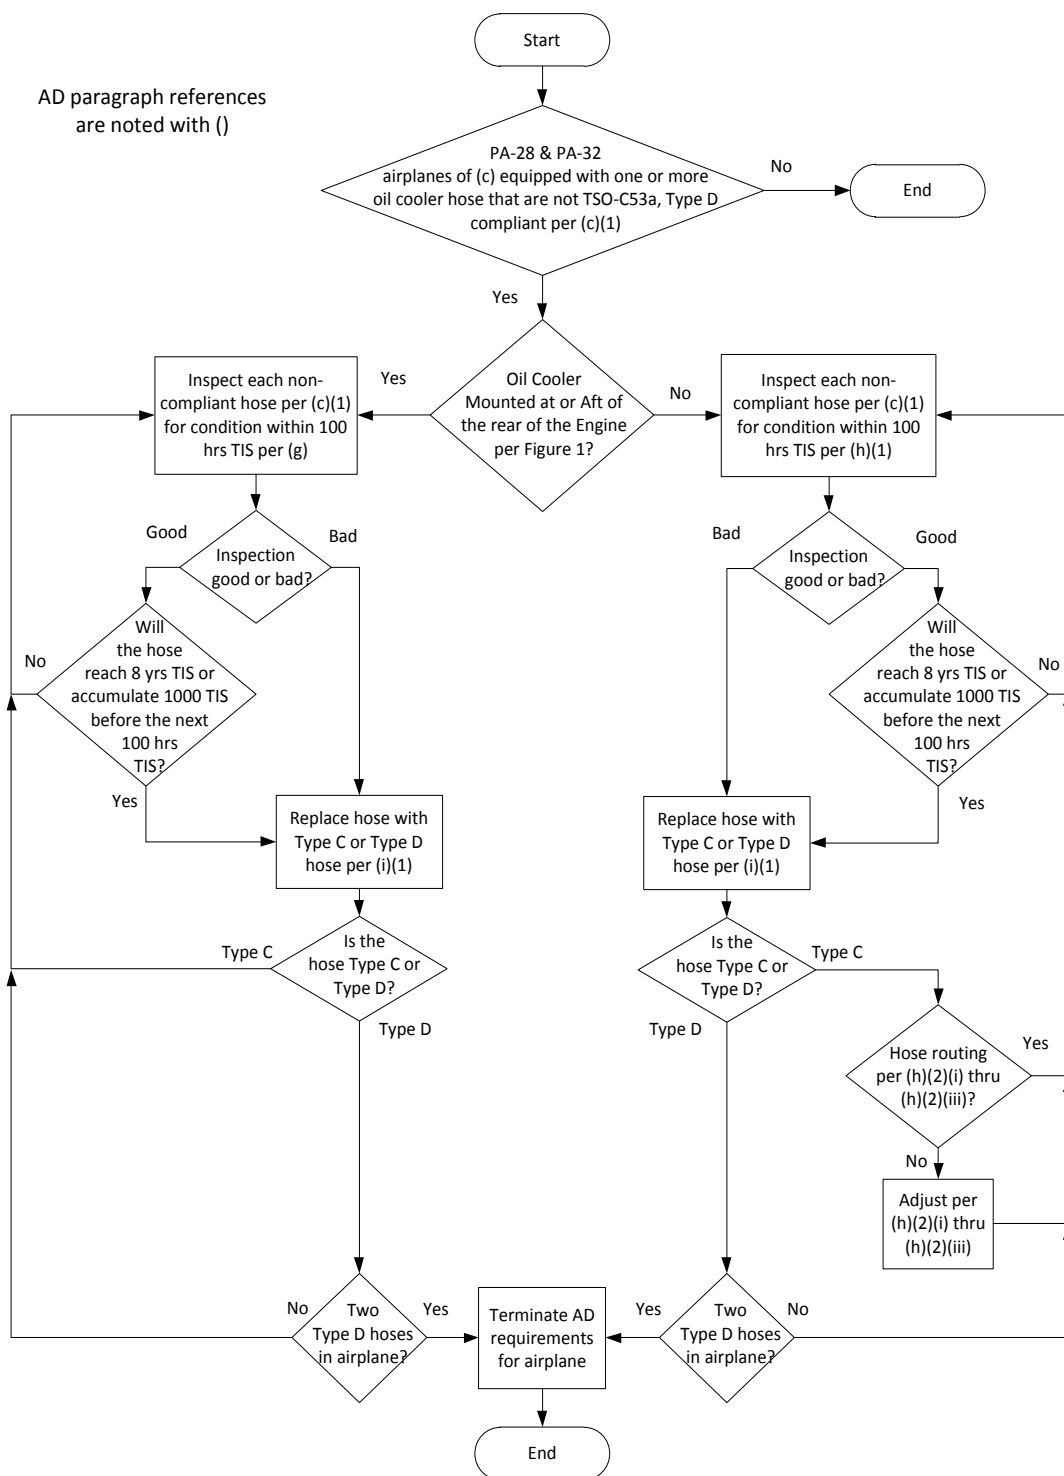 Start
AD paragraph references
are noted with ()
PA-28 & PA-32
airplanes of (c) equipped with one or more
oil cooler hose that are not TSO-C53a, Type D
compliant per (c)(1)
No
End
Yes
Oil Cooler
Mounted at or Aft of
the rear of the Engine
per Figure 1?
Yes
No
Inspect each non-
compliant hose per (c)(1)
for condition within 100
hrs TIS per (g)
Inspect each non-
compliant hose per (c)(1)
for condition within 100
hrs TIS per (h)(1)
Good
Bad
Inspection
good or bad?
Bad
Good
Inspection
good or bad?
No
Will
the hose
reach 8 yrs TIS or
accumulate 1000 TIS
before the next
100 hrs
TIS?
Yes
Will
the hose
reach 8 yrs TIS or
accumulate 1000 TIS
before the next
100 hrs
TIS?
No
Yes
Replace hose with
Type C or Type D
hose per (i)(1)
Replace hose with
Type C or Type D
hose per (i)(1)
Type C
Is the
hose Type C or
Type D?
Type D
Is the
hose Type C or
Type D?
Type C
Type D
Hose routing
per (h)(2)(i) thru
(h)(2)(iii)?
Yes
No
Adjust per
(h)(2)(i) thru
(h)(2)(iii)
No
Two
Type D hoses
in airplane?
Yes
Terminate AD
requirements
for airplane
Yes
Two
Type D hoses
in airplane?
No
End